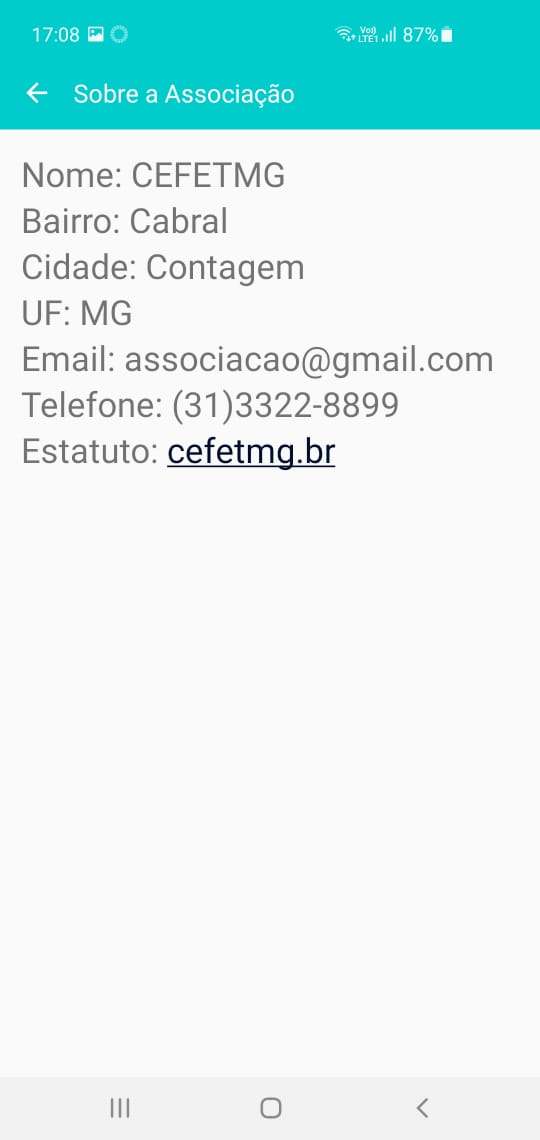 17:08 Vo)) LTE1 87%
Sobre a Associação
Nome: CEFETMG
Bairro: Cabral
Cidade: Contagem
UF: MG
Email: associacao@gmail.com
Telefone: (31)3322-8899
Estatuto: cefetmg.br